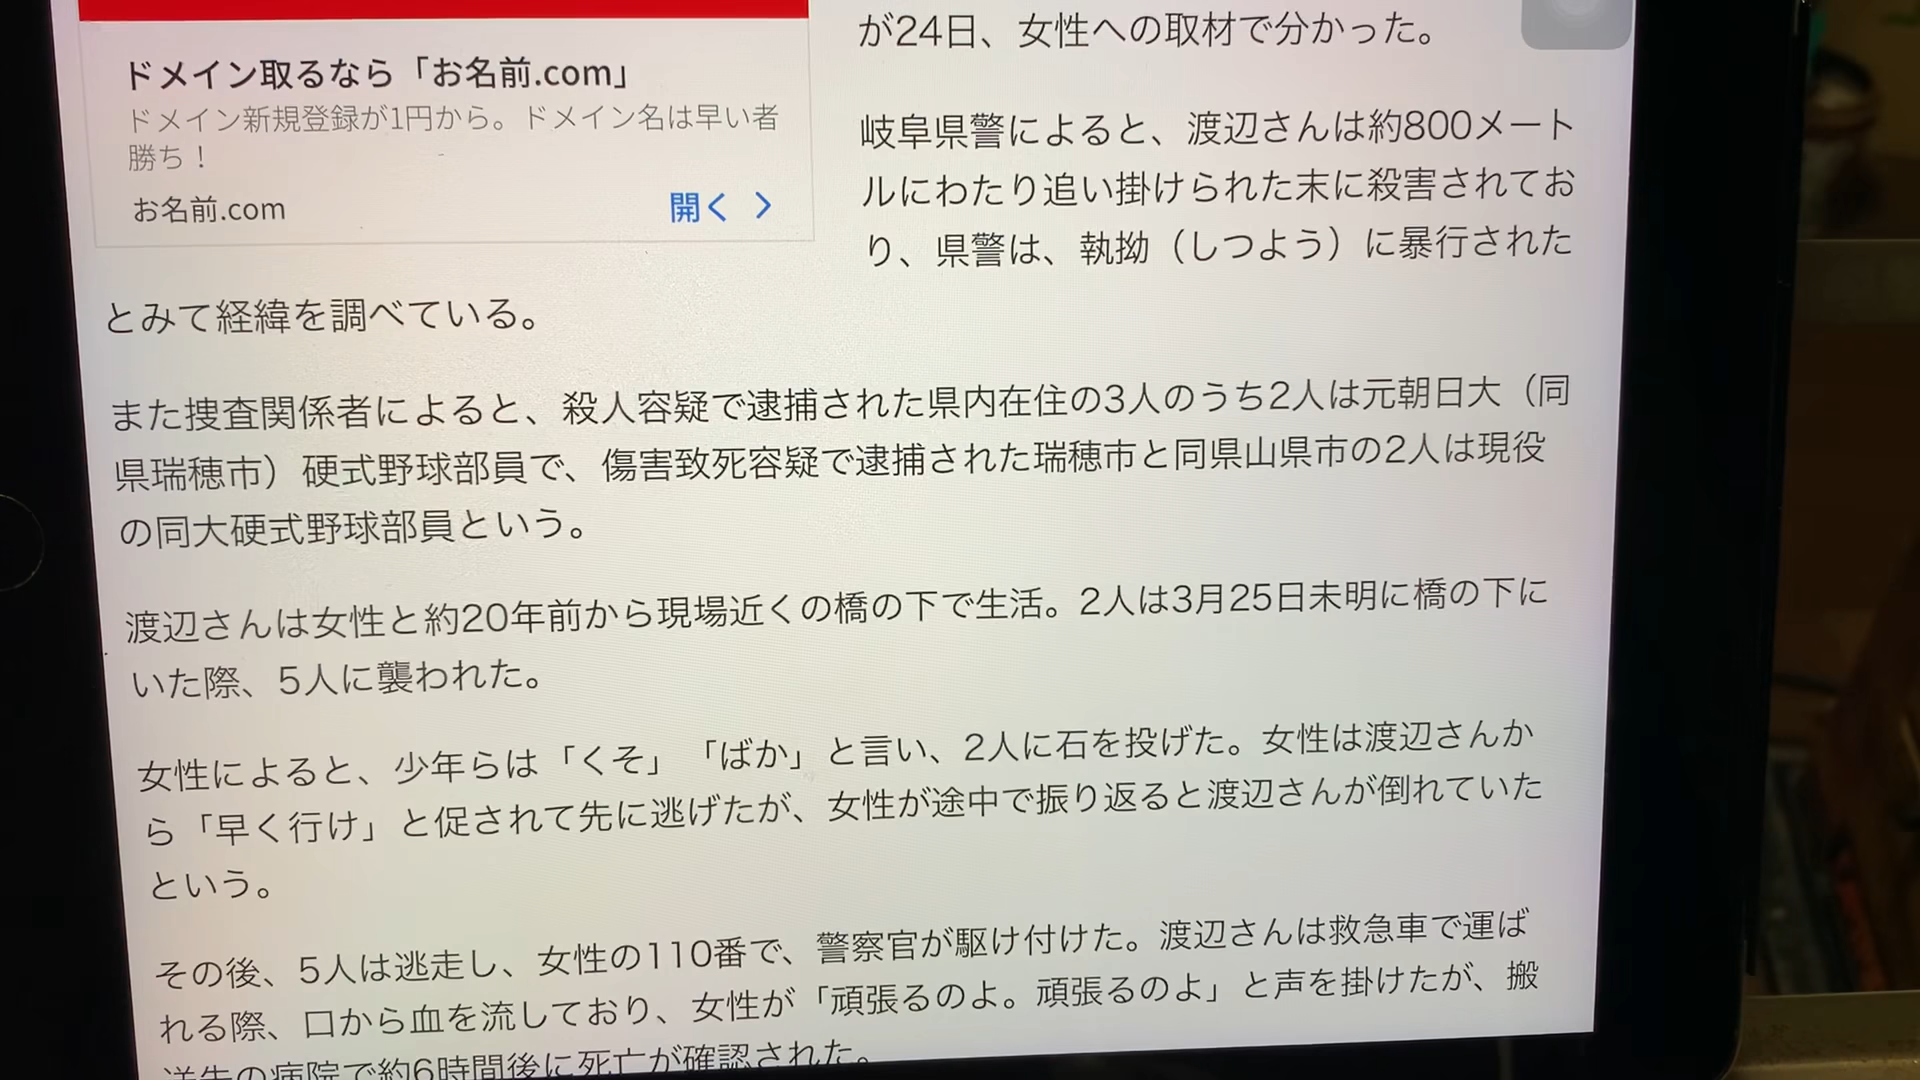 ドメイン取るなら「お名前.com」
ドメイン新規登録が1円から。ドメイン名は早い者
勝ち！
お名前.com
開く
が24日、女性への取材で分かった。
岐阜県警によると、渡辺さんは約800メート
ルにわたり追い掛けられた末に殺害されてお
り、県警は、執拗（しつよう）に暴行された
とみて経緯を調べている。
また捜査関係者によると、殺人容疑で逮捕された県内在住の3人のうち2人は元朝日大（同
県瑞穂市）硬式野球部員で、傷害致死容疑で逮捕された瑞穂市と同県山県市の2人は現役
の同大硬式野球部員という。
渡辺さんは女性と約20年前から現場近くの橋の下で生活。2人は3月25日未明に橋の下に
いた際、5人に襲われた。
女性によると、少年らは「くそ」「ばか」と言い、2人に石を投げた。女性は渡辺さんか
ら「早く行け」と促されて先に逃げたが、女性が途中で振り返ると渡辺さんが倒れていた
という。
その後、5人は逃走し、女性の110番で、警察官が駆け付けた。渡辺さんは救急車で運ば
れる際、口から血を流しており、女性が「頑張るのよ。頑張るのよ」と声を掛けたが、搬
送先の病院で約6時間後に死亡が確認された。